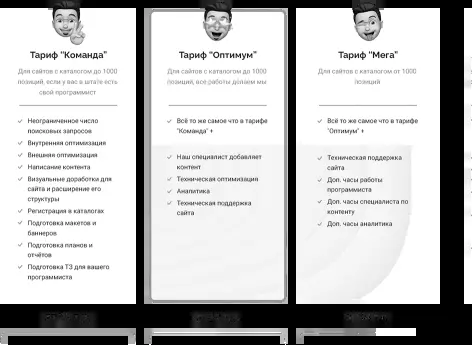 Тариф "Команда"
Для сайтов с каталогом до 1000
позиций, если у вас в штате есть
свой программист
Неограниченное число
поисковых запросов
Внутренняя оптимизация
Внешняя оптимизация
Написание контента
Визуальные доработки для
сайта и расширение его
структуры
Регистрация в каталогах
Подготовка макетов и
баннеров
Подготовка планов и
отчётов
Подготовка ТЗ для вашего
программиста
Тариф "Оптимум"
Для сайтов с каталогом до 1000
позиций, все работы делаем мы
Всё то же самое что в тарифе
"Команда" +
Наш специалист добавляет
контент
Техническая оптимизация
Аналитика
Техническая поддержка
сайта
Тариф "Мега"
Для сайтов с каталогом от 1000
позиций
Всё то же самое что в тарифе
"Оптимум" +
Техническая поддержка
сайта
Доп. часы работы
программиста
Доп. часы специалиста по
контенту
Доп. часы аналитика